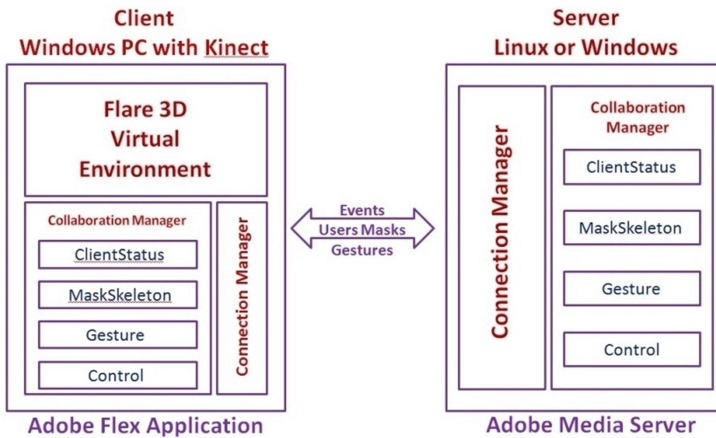 Client
Windows PC with Kinect
Flare 3D
Virtual
Environment
Collaboration Manager
ClientStatus
MaskSkeleton
Gesture
Control
Connection Manager
Adobe Flex Application
Events
Users Masks
Gestures
Server
Linux or Windows
Connection Manager
Collaboration
Manager
ClientStatus
MaskSkeleton
Gesture
Control
Adobe Media Server